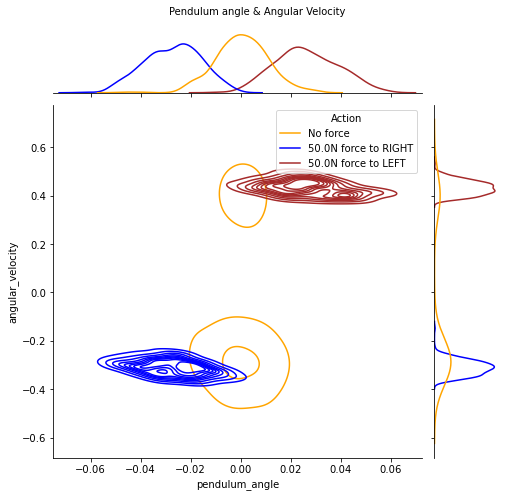 Pendulum angle & Angular Velocity
Action
No force
50.0N force to RIGHT
50.0N force to LEFT
0.6
0.4
0.2
0.0
−0.2
−0.4
−0.6
angular_velocity
−0.06
−0.04
−0.02
0.00
0.02
0.04
0.06
pendulum_angle